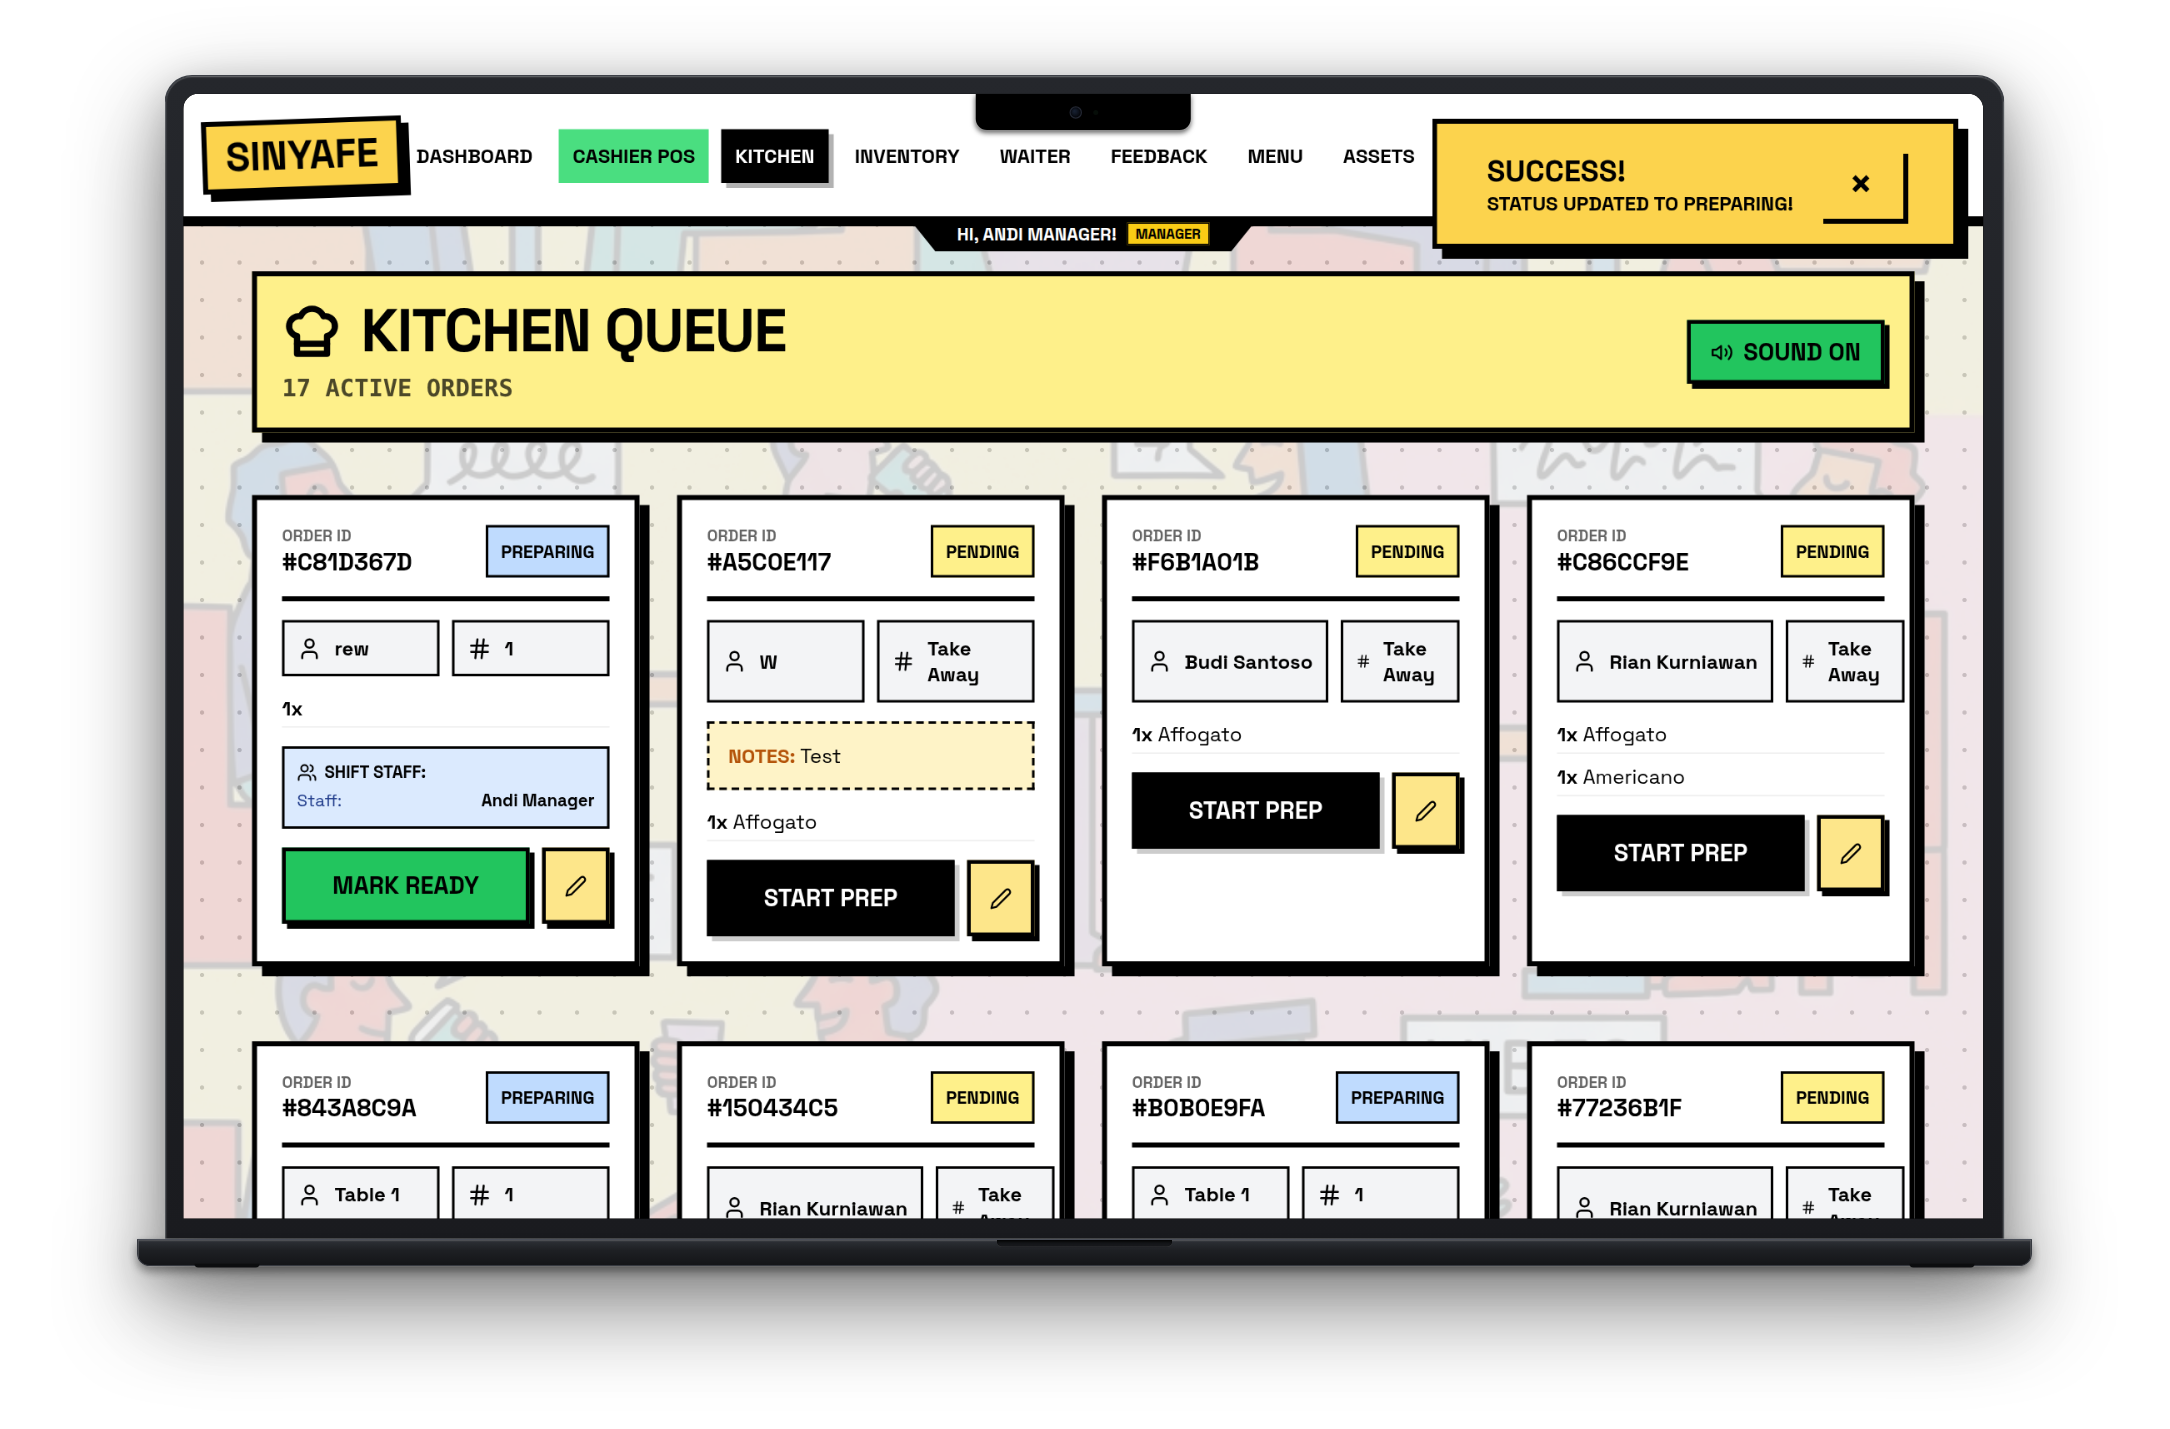 SINYAFE
DASHBOARD CASHIER POS KITCHEN INVENTORY WAITER FEEDBACK MENU ASSETS
SUCCESS!
STATUS UPDATED TO PREPARING!
HI, ANDI MANAGER! MANAGER
KITCHEN QUEUE
17 ACTIVE ORDERS
SOUND ON
ORDER ID
#C81D367D
PREPARING
rew
# 1
1x
SHIFT STAFF:
Staff: Andi Manager
MARK READY
ORDER ID
#A5C0E117
PENDING
W
# Take
Away
NOTES: Test
1x Affogato
START PREP
ORDER ID
#F6B1A01B
PENDING
Budi Santoso
# Take
Away
1x Affogato
START PREP
ORDER ID
#C86CCF9E
PENDING
Rian Kurniawan
# Take
Away
1x Affogato
1x Americano
START PREP
ORDER ID
#843A8C9A
PREPARING
Table 1
# 1
ORDER ID
#150434C5
PENDING
Rian Kurniawan
# Take
ORDER ID
#B0B0E9FA
PREPARING
Table 1
# 1
ORDER ID
#77236B1F
PENDING
Rian Kurniawan
# Take